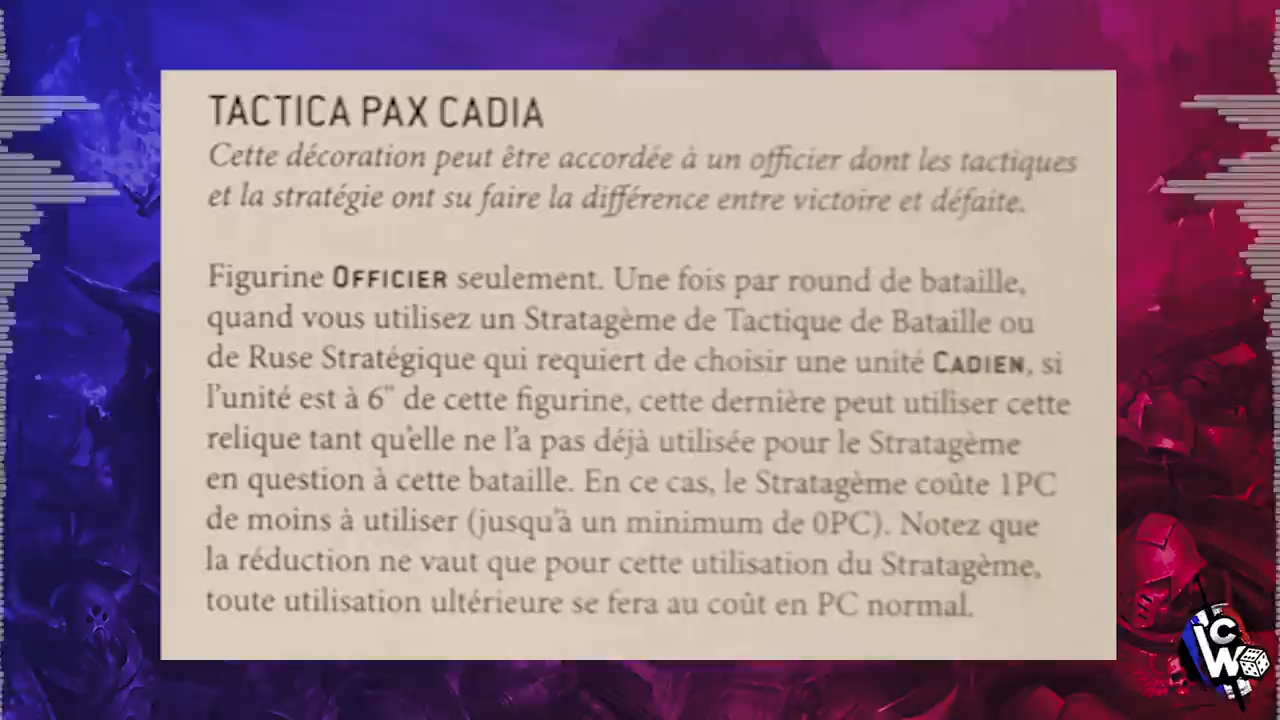 TACTICA PAX CADIA
Cette décoration peut être accordée à un officier dont les tactiques
et la stratégie ont su faire la différence entre victoire et défaite.
Figurine OFFICIER seulement. Une fois par round de bataille,
quand vous utilisez un Stratagème de Tactique de Bataille ou
de Ruse Stratégique qui requiert de choisir une unité CADIEN, si
l'unité est à 6" de cette figurine, cette dernière peut utiliser cette
relique tant qu'elle ne l'a pas déjà utilisée pour le Stratagème
en question à cette bataille. En ce cas, le Stratagème coûte 1PC
de moins à utiliser (jusqu'à un minimum de 0PC). Notez que
la réduction ne vaut que pour cette utilisation du Stratagème,
toute utilisation ultérieure se fera au coût en PC normal.
C
W